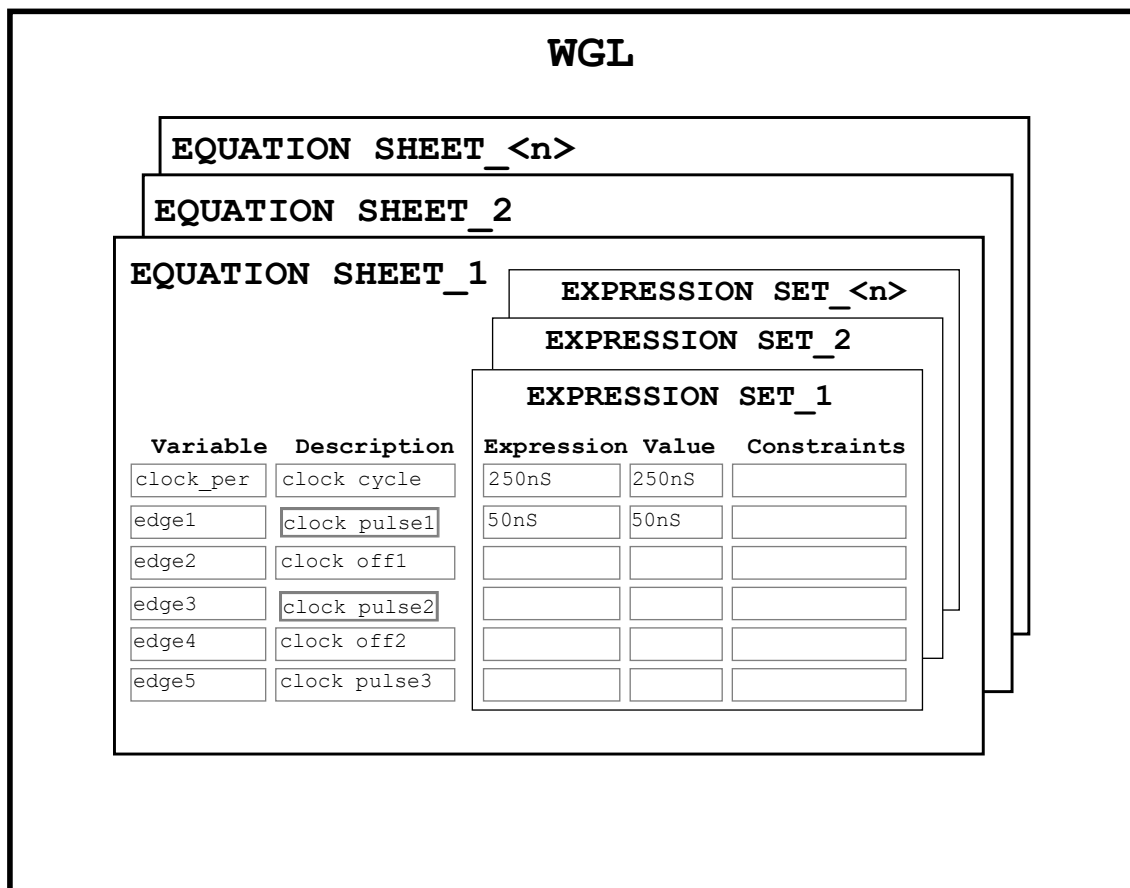 WGL
EQUATION SHEET_<n>
EQUATION SHEET_2
EQUATION SHEET_1
EXPRESSION SET_<n>
EXPRESSION SET_2
EXPRESSION SET_1
Variable Description Expression Value Constraints
clock_per clock cycle 250nS 250nS
edge1 clock pulse1 50nS 50nS
edge2 clock off1
edge3 clock pulse2
edge4 clock off2
edge5 clock pulse3